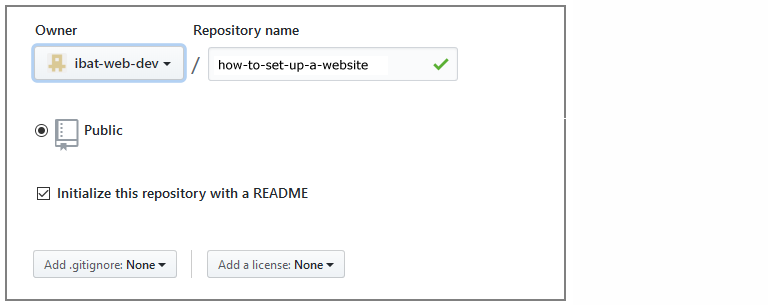 Owner Repository name
ibat-web-dev / how-to-set-up-a-website
Public
Initialize this repository with a README
Add .gitignore: None Add a license: None